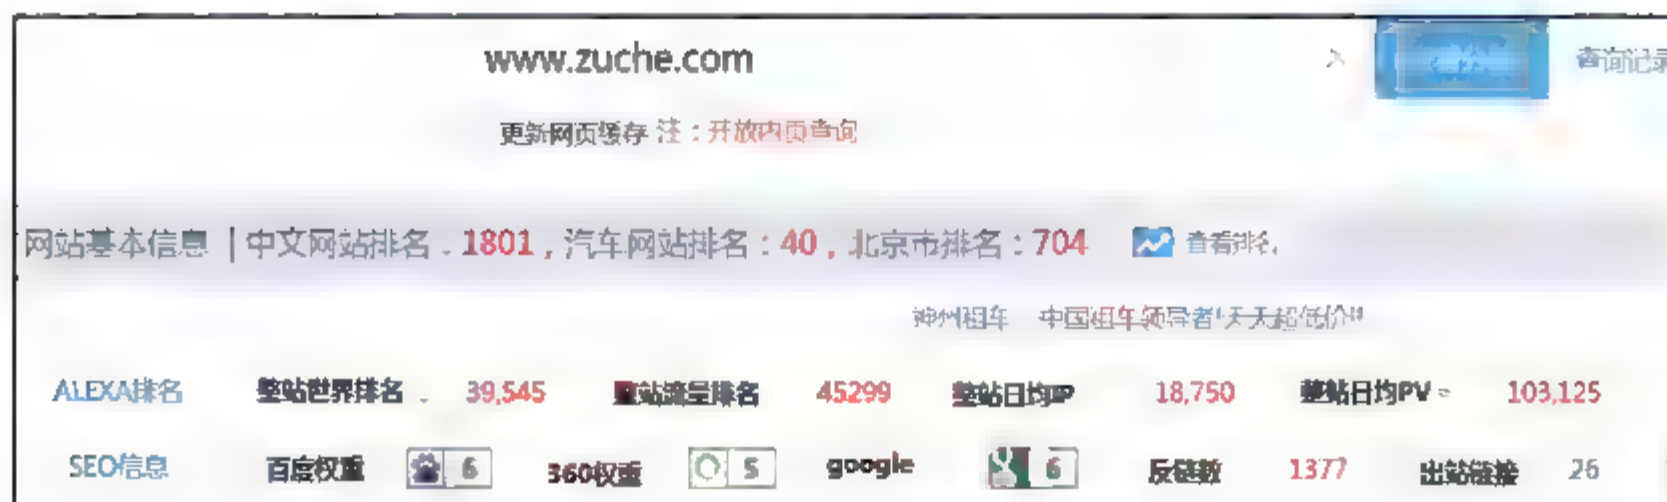 www.zuche.com
查询记录
更新网页缓存 注：开放内页查询
网站基本信息 | 中文网站排名：1801，汽车网站排名：40，北京市排名：704 查看排名
神州租车 中国租车领导者"天天超低价"
ALEXA排名 整站世界排名 39,545 整站流量排名 45299 整站日均IP 18,750 整站日均PV≈ 103,125
SEO信息 百度权重 6 360权重 5 google 6 反链数 1377 出站链接 26